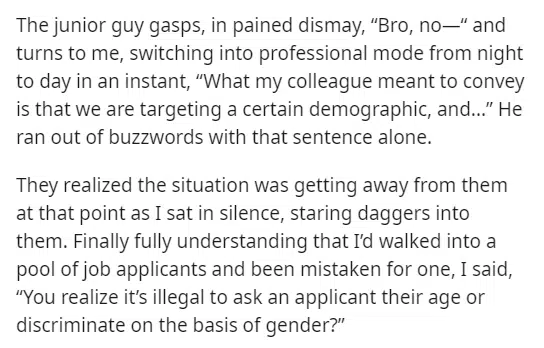 The junior guy gasps, in pained dismay, “Bro, no—“ and
turns to me, switching into professional mode from night
to day in an instant, “What my colleague meant to convey
is that we are targeting a certain demographic, and...” He
ran out of buzzwords with that sentence alone.
They realized the situation was getting away from them
at that point as I sat in silence, staring daggers into
them. Finally fully understanding that I’d walked into a
pool of job applicants and been mistaken for one, I said,
“You realize it’s illegal to ask an applicant their age or
discriminate on the basis of gender?”